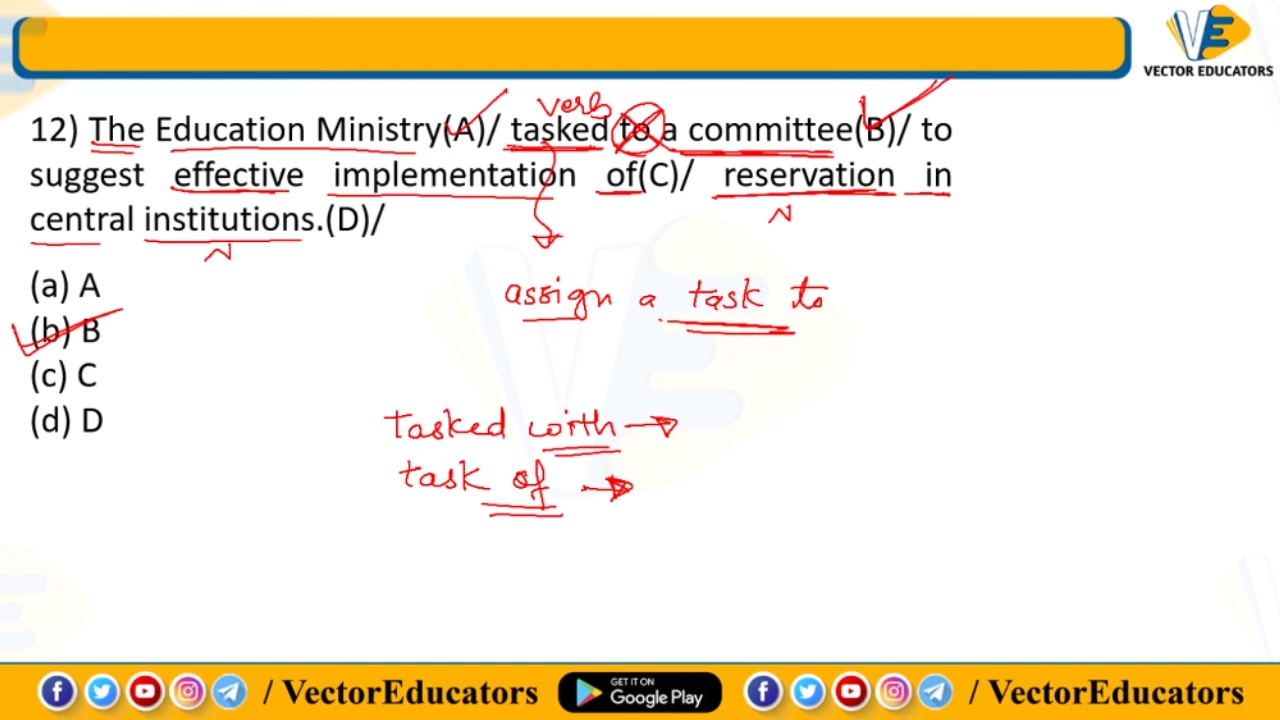 VE
VECTOR EDUCATORS
verb
12) The Education Ministry(A)/ tasked to a committee(B)/ to
suggest effective implementation of(C)/ reservation in
N
central institutions.(D)/
N
(a) A
assign a task to
(b) B
(c) C
(d) D
Tasked with
task of
/ VectorEducators
GET IT ON
Google Play
/ VectorEducators